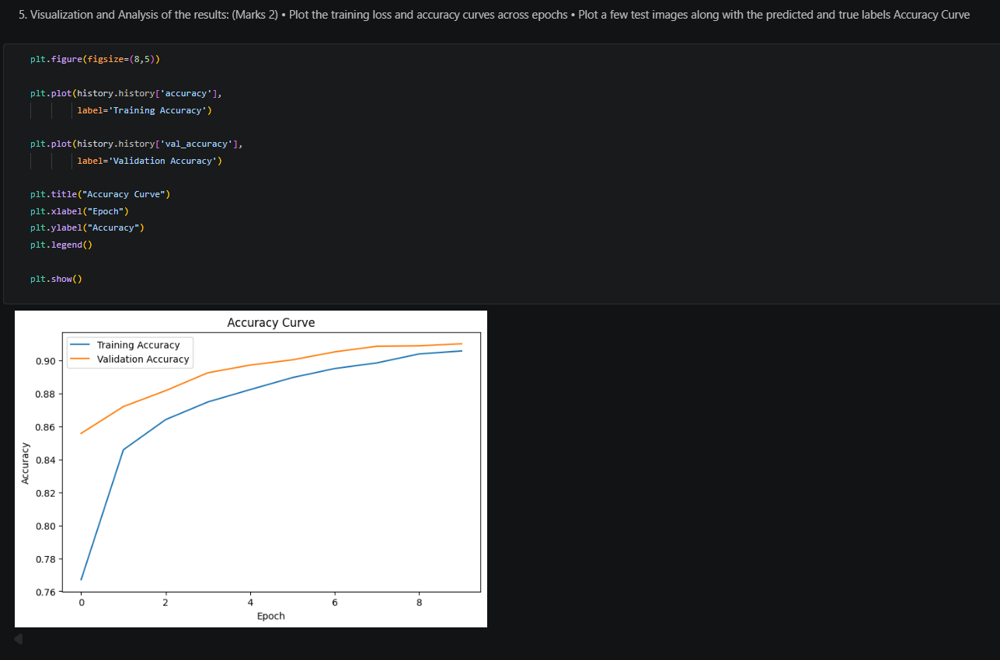 5. Visualization and Analysis of the results: (Marks 2) • Plot the training loss and accuracy curves across epochs • Plot a few test images along with the predicted and true labels Accuracy Curve
plt.figure(figsize=(8,5))
plt.plot(history.history['accuracy'],
label='Training Accuracy')
plt.plot(history.history['val_accuracy'],
label='Validation Accuracy')
plt.title("Accuracy Curve")
plt.xlabel("Epoch")
plt.ylabel("Accuracy")
plt.legend()
plt.show()
Accuracy Curve
Training Accuracy
Validation Accuracy
0.90
0.88
0.86
0.84
0.82
0.80
0.78
0.76
Accuracy
0 2 4 6 8
Epoch